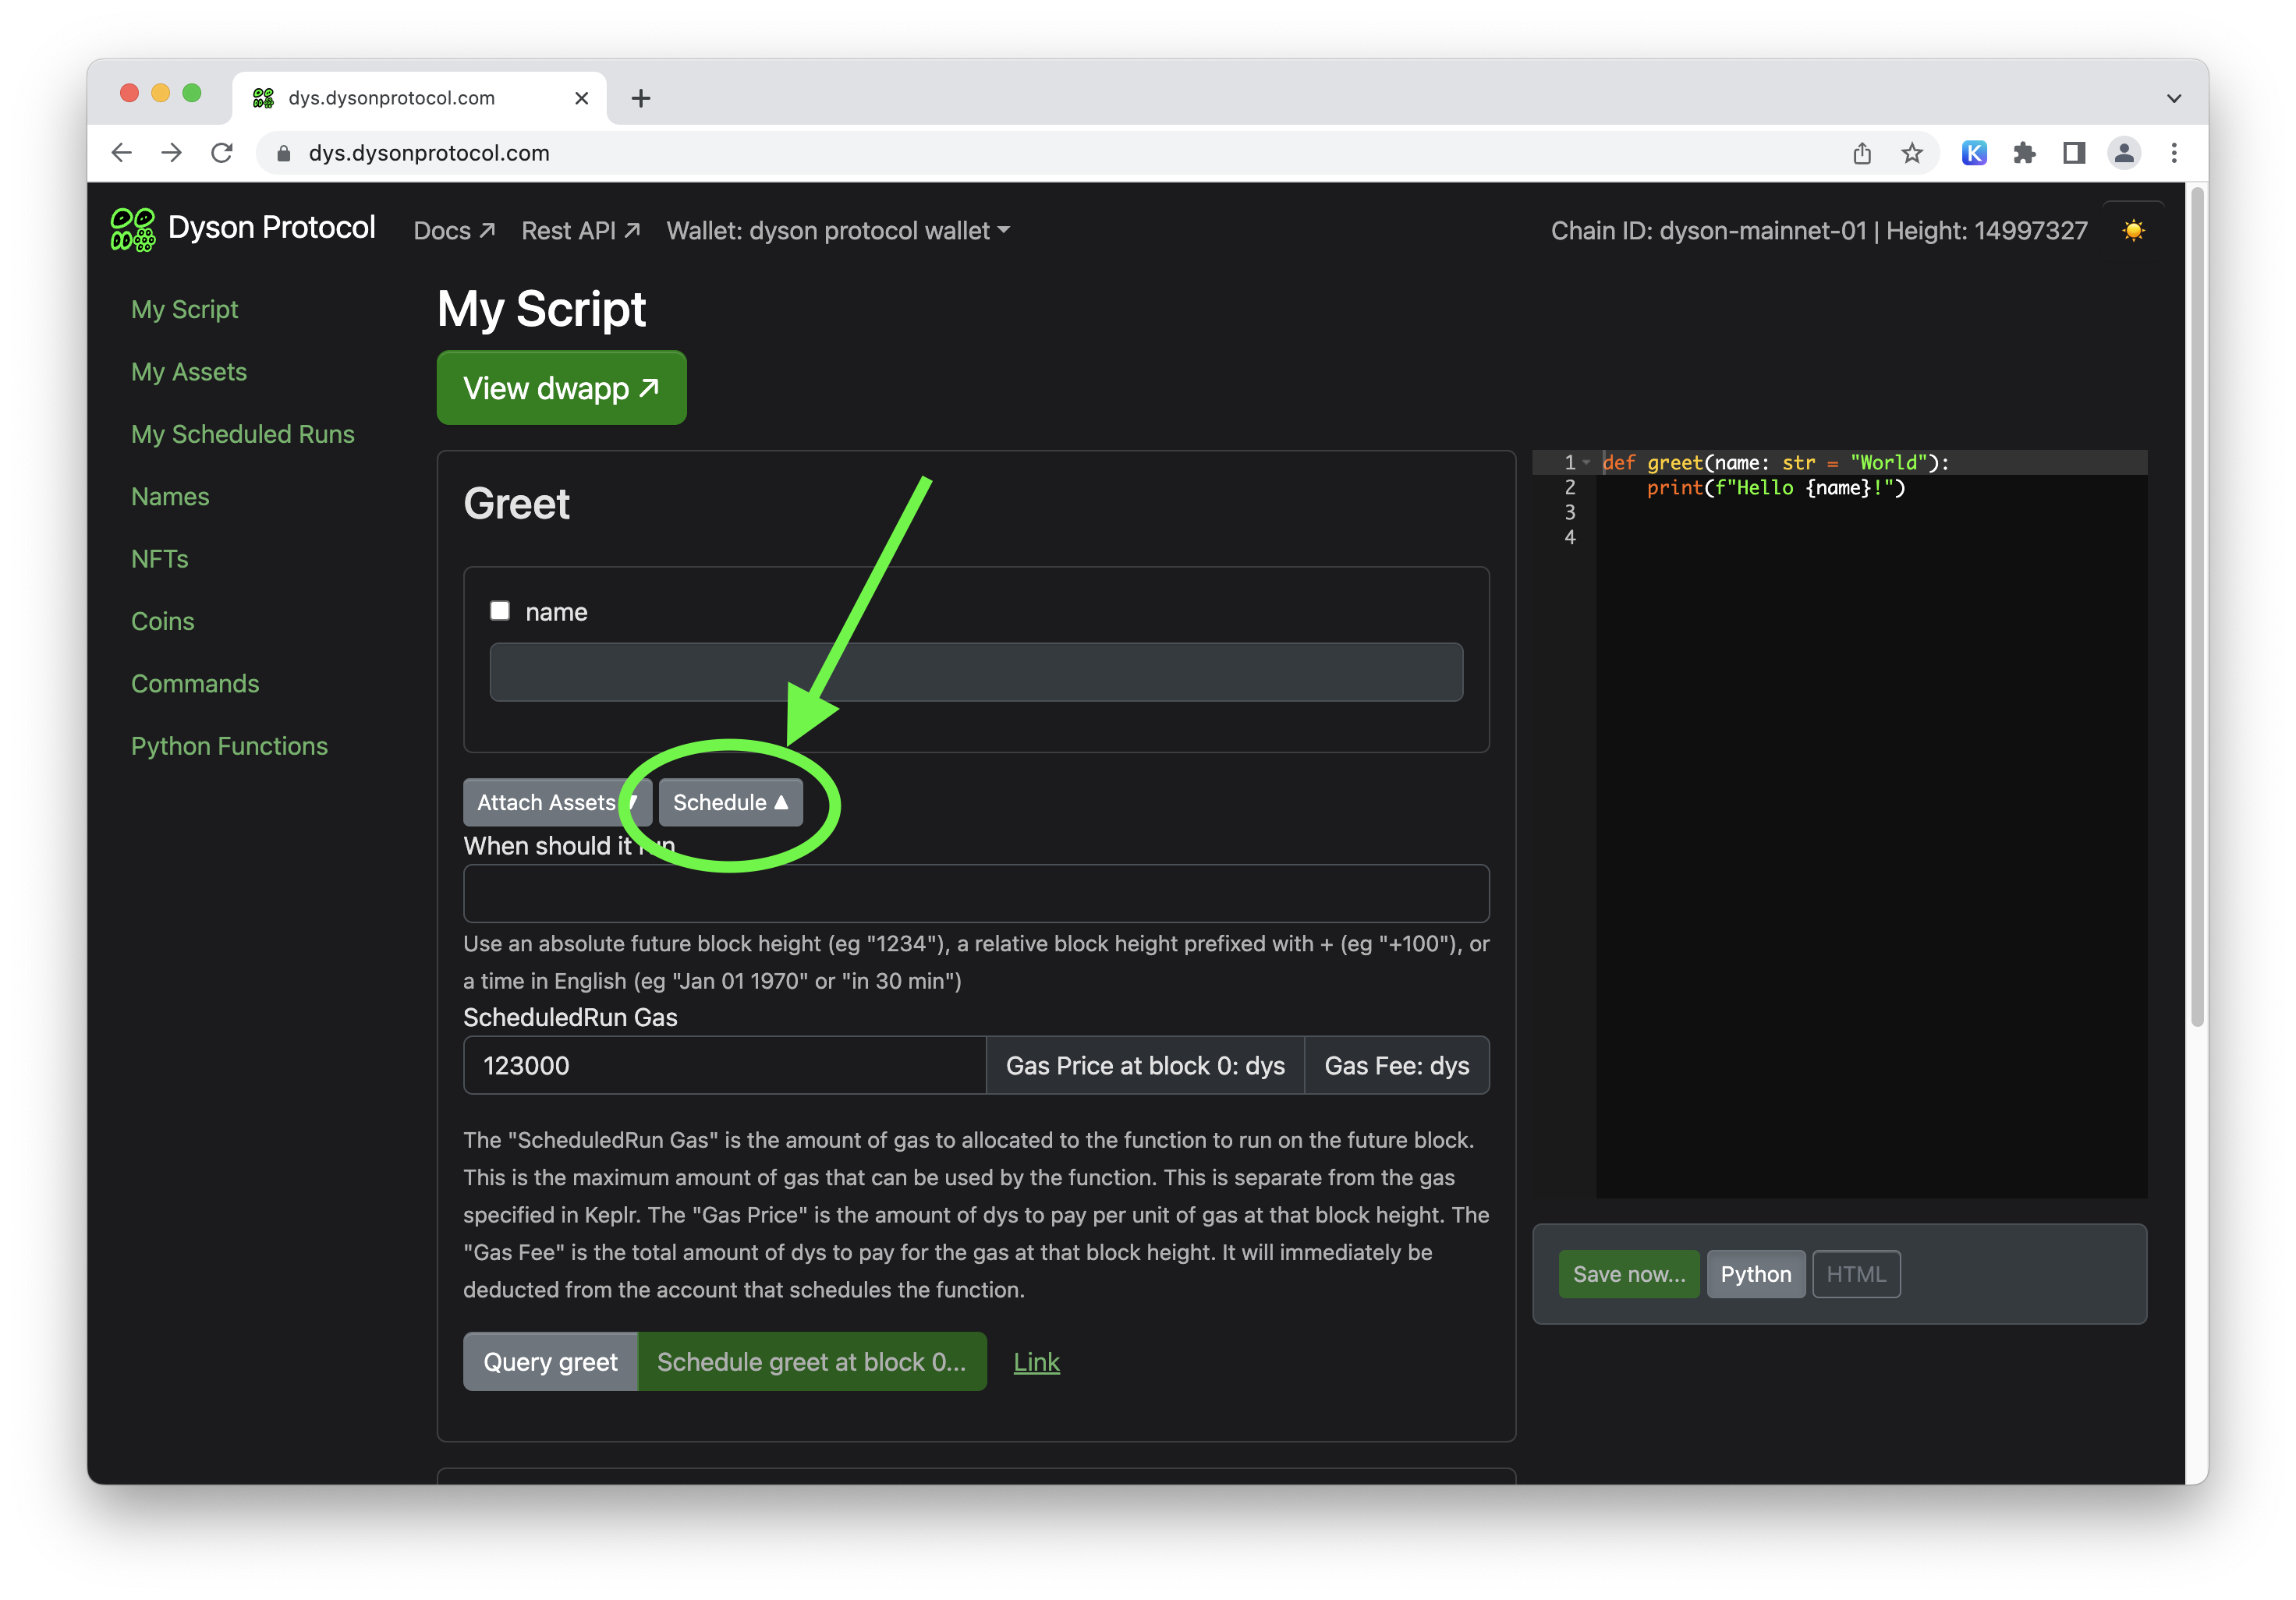 dys.dysonprotocol.com
dys.dysonprotocol.com
K
Dyson Protocol
Docs ↗ Rest API ↗ Wallet: dyson protocol wallet
Chain ID: dyson-mainnet-01 | Height: 14997327
My Script
My Assets
My Scheduled Runs
Names
NFTs
Coins
Commands
Python Functions
My Script
View dwapp ↗
Greet
name
Attach Assets ▼ Schedule ▲
When should it run
Use an absolute future block height (eg "1234"), a relative block height prefixed with + (eg "+100"), or
a time in English (eg "Jan 01 1970" or "in 30 min")
ScheduledRun Gas
123000 Gas Price at block 0: dys Gas Fee: dys
The "ScheduledRun Gas" is the amount of gas to allocated to the function to run on the future block.
This is the maximum amount of gas that can be used by the function. This is separate from the gas
specified in Keplr. The "Gas Price" is the amount of dys to pay per unit of gas at that block height. The
"Gas Fee" is the total amount of dys to pay for the gas at that block height. It will immediately be
deducted from the account that schedules the function.
Query greet Schedule greet at block 0... Link
1 def greet(name: str = "World"):
2     print(f"Hello {name}!")
3
4
Save now... Python HTML